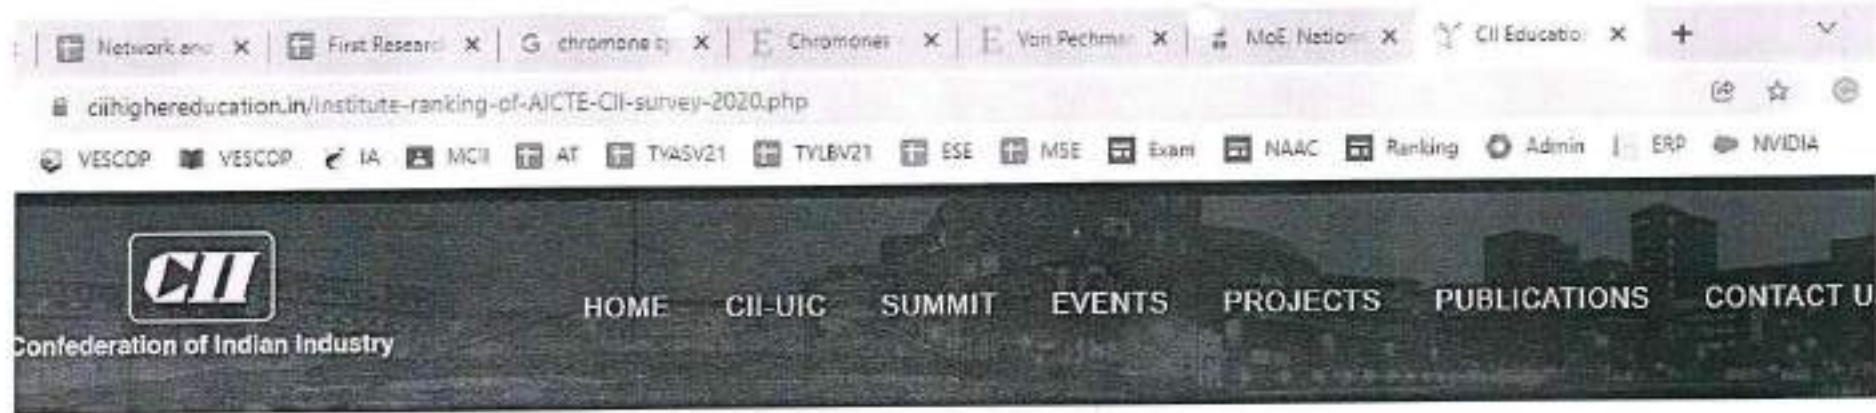 Network and First Researc G chromone sy Chromones Von Pechman MoE, Nation CII Educatio
ciihighereducation.in/institute-ranking-of-AICTE-CII-survey-2020.php
VESCOP VESCOP IA MCII AT TYASV21 TYLBV21 ESE MSE Exam NAAC Ranking Admin ERP NVIDIA
CII
Confederation of Indian Industry
HOME CII-UIC SUMMIT EVENTS PROJECTS PUBLICATIONS CONTACT U